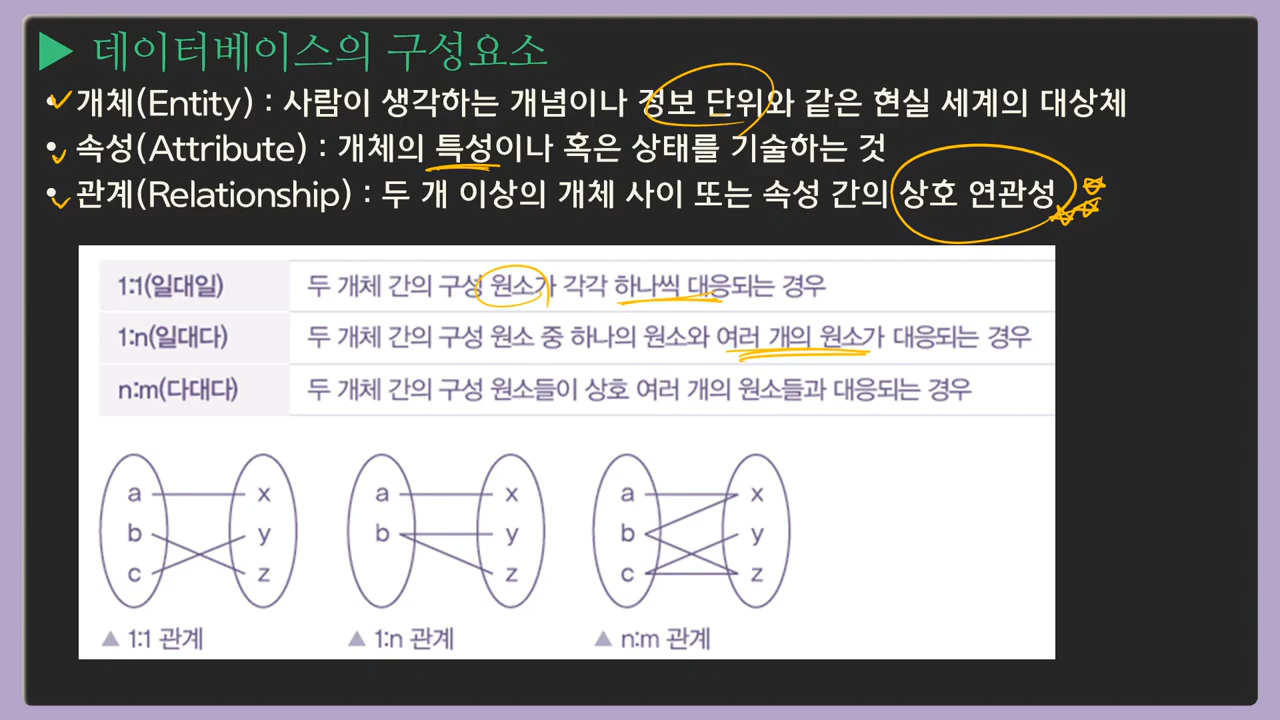 ▶ 데이터베이스의 구성요소
• 개체(Entity) : 사람이 생각하는 개념이나 정보 단위와 같은 현실 세계의 대상체
• 속성(Attribute) : 개체의 특성이나 혹은 상태를 기술하는 것
• 관계(Relationship) : 두 개 이상의 개체 사이 또는 속성 간의 상호 연관성
1:1(일대일) 두 개체 간의 구성 원소가 각각 하나씩 대응되는 경우
1:n(일대다) 두 개체 간의 구성 원소 중 하나의 원소와 여러 개의 원소가 대응되는 경우
n:m(다대다) 두 개체 간의 구성 원소들이 상호 여러 개의 원소들과 대응되는 경우
a x a x a x
b y b y b y
c z z c z
▲ 1:1 관계 ▲ 1:n 관계 ▲ n:m 관계